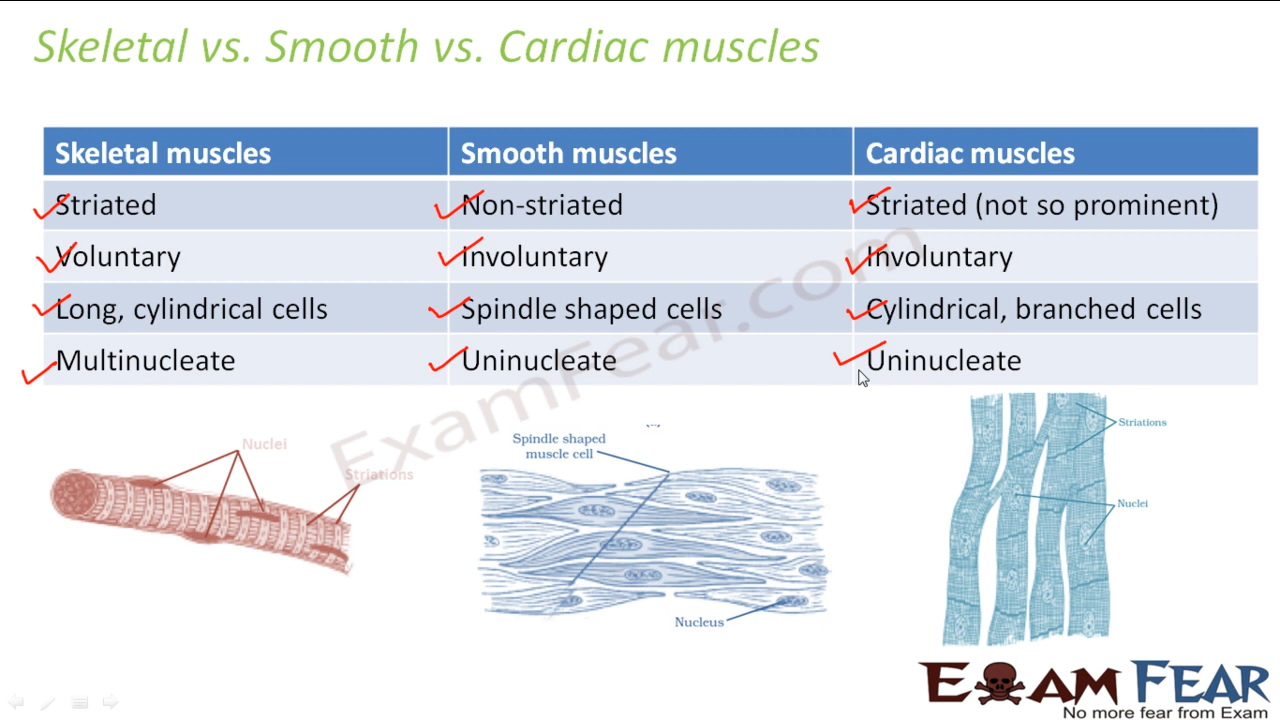 Skeletal vs. Smooth vs. Cardiac muscles
Skeletal muscles Smooth muscles Cardiac muscles
Striated Non-striated Striated (not so prominent)
Voluntary Involuntary Involuntary
Long, cylindrical cells Spindle shaped cells Cylindrical, branched cells
Multinucleate Uninucleate Uninucleate
ExamFear.com
Nuclei
Striations
Spindle shaped
muscle cell
Nucleus
Striations
Nuclei
EXAM FEAR
No more fear from Exam